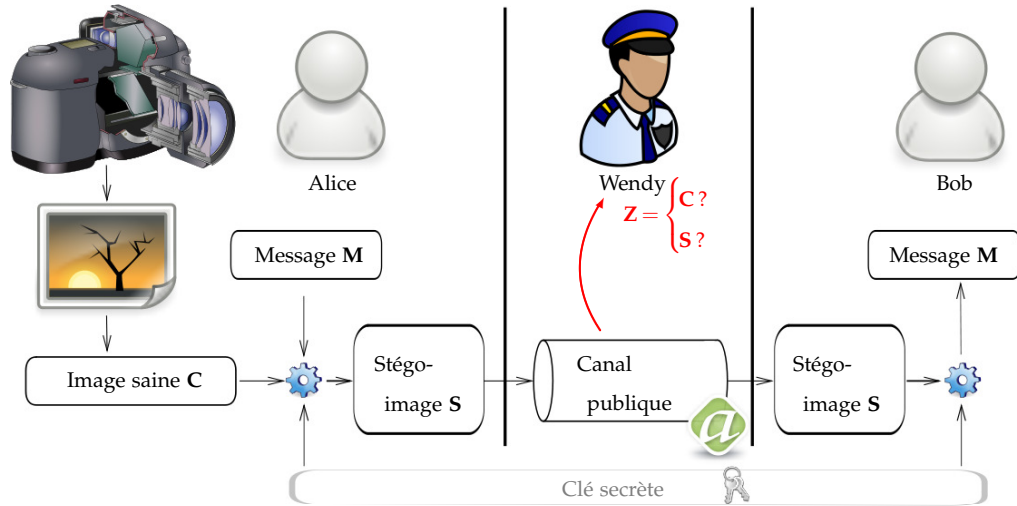 Alice
Wendy
Bob
Z = { C ?
S ?
Message M
Message M
Image saine C
Stégo-
image S
Canal
publique
a
Stégo-
image S
Clé secrète